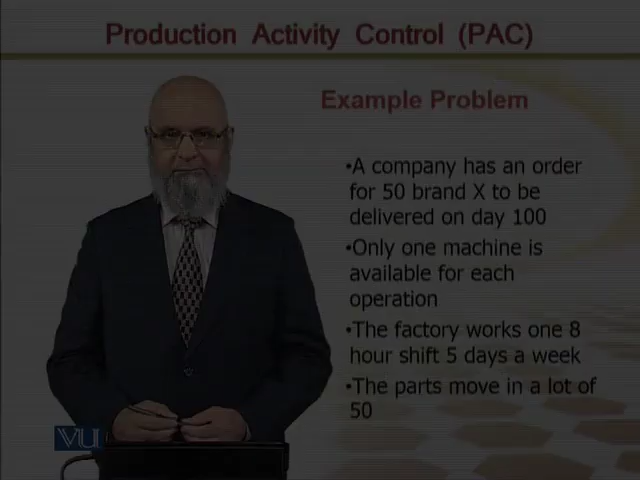 Production Activity Control (PAC)
Example Problem
•A company has an order
for 50 brand X to be
delivered on day 100
•Only one machine is
available for each
operation
•The factory works one 8
hour shift 5 days a week
•The parts move in a lot of
50
VU